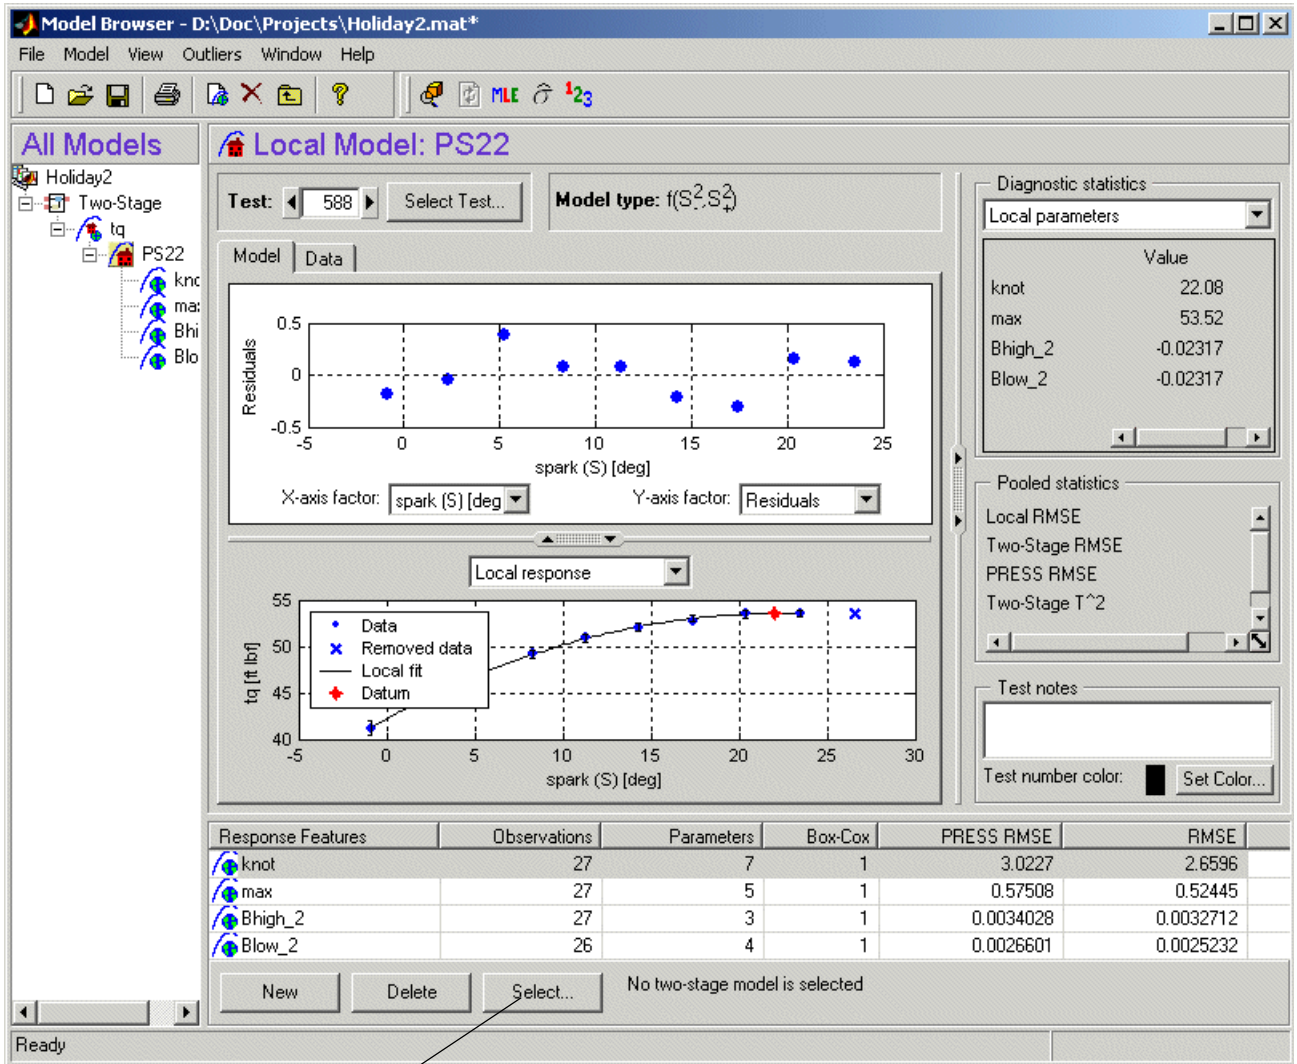 Model Browser - D:\Doc\Projects\Holiday2.mat*
File Model View Outliers Window Help
MLE σ̂ 123
All Models
Holiday2
Two-Stage
tq
PS22
kno
ma
Bhi
Blo
Local Model: PS22
Test: 588 Select Test...
Model type: f(S²₋,S²₊)
Model Data
0.5
0
-0.5
Residuals
-5 0 5 10 15 20 25
spark (S) [deg]
X-axis factor: spark (S) [deg Y-axis factor: Residuals
Local response
55
50
45
40
tq [ft lbf]
Data
Removed data
Local fit
Datum
-5 0 5 10 15 20 25 30
spark (S) [deg]
Diagnostic statistics
Local parameters
Value
knot 22.08
max 53.52
Bhigh_2 -0.02317
Blow_2 -0.02317
Pooled statistics
Local RMSE
Two-Stage RMSE
PRESS RMSE
Two-Stage T^2
Test notes
Test number color: Set Color...
Response Features Observations Parameters Box-Cox PRESS RMSE RMSE
knot 27 7 1 3.0227 2.6596
max 27 5 1 0.57508 0.52445
Bhigh_2 27 3 1 0.0034028 0.0032712
Blow_2 26 4 1 0.0026601 0.0025232
New Delete Select... No two-stage model is selected
Ready